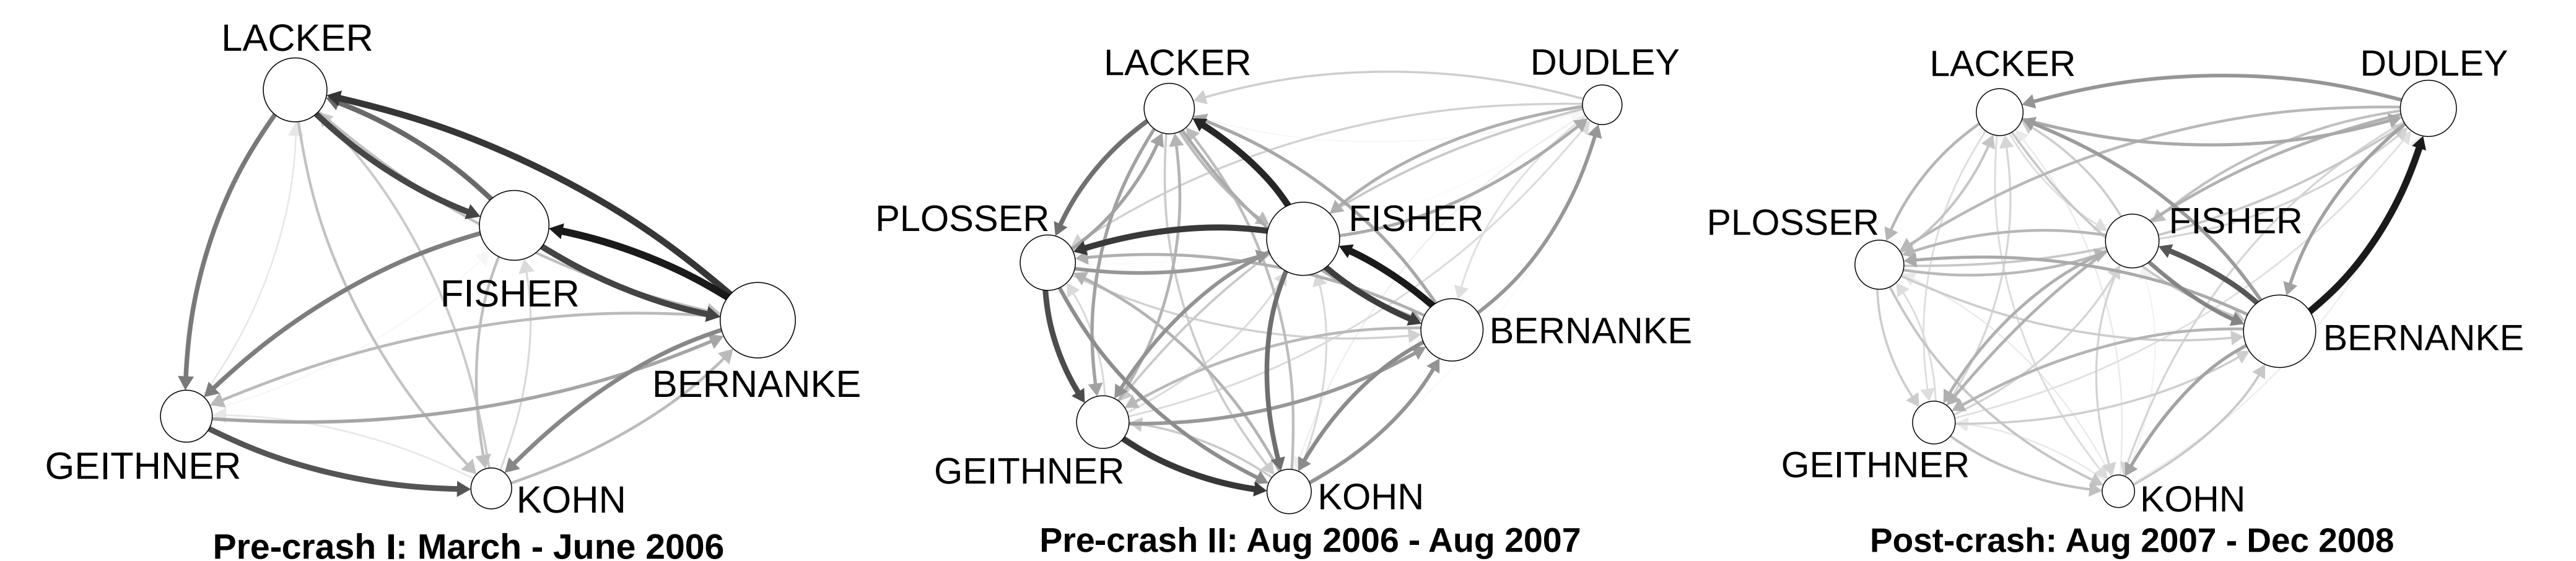 LACKER
FISHER
BERNANKE
GEITHNER
KOHN
Pre-crash I: March - June 2006
LACKER
DUDLEY
PLOSSER
FISHER
BERNANKE
GEITHNER
KOHN
Pre-crash II: Aug 2006 - Aug 2007
LACKER
DUDLEY
PLOSSER
FISHER
BERNANKE
GEITHNER
KOHN
Post-crash: Aug 2007 - Dec 2008